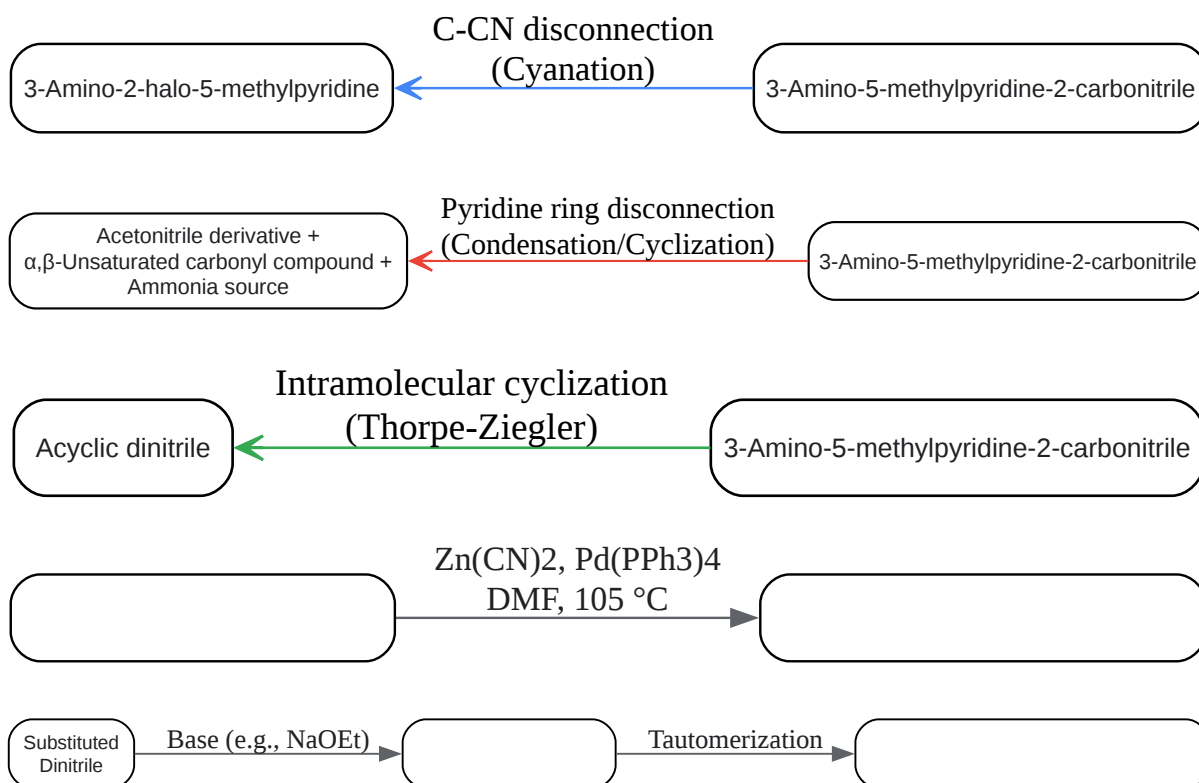 C-CN disconnection
(Cyanation)
3-Amino-2-halo-5-methylpyridine
3-Amino-5-methylpyridine-2-carbonitrile
Pyridine ring disconnection
(Condensation/Cyclization)
Acetonitrile derivative +
α,β-Unsaturated carbonyl compound +
Ammonia source
3-Amino-5-methylpyridine-2-carbonitrile
Intramolecular cyclization
(Thorpe-Ziegler)
Acyclic dinitrile
3-Amino-5-methylpyridine-2-carbonitrile
Zn(CN)2, Pd(PPh3)4
DMF, 105 °C
Substituted
Dinitrile
Base (e.g., NaOEt)
Tautomerization